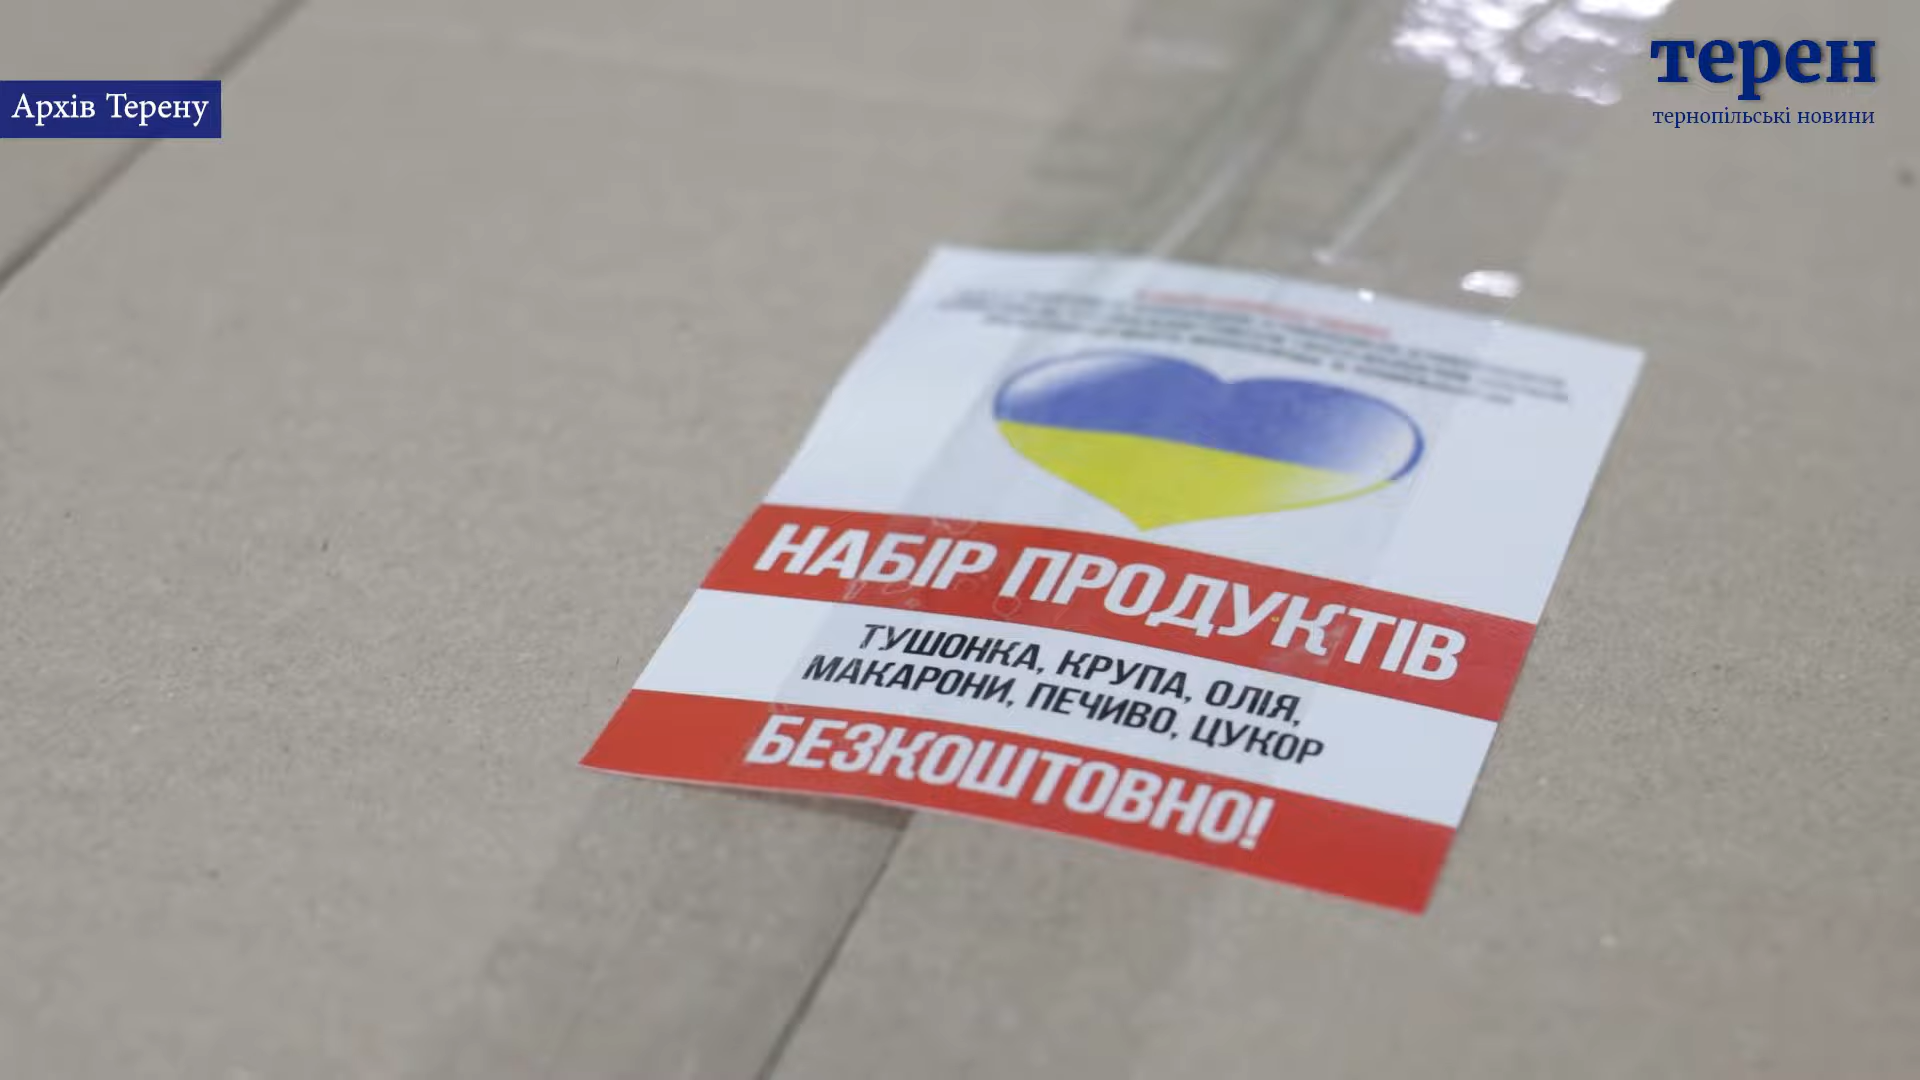 Архів Терену
терен
тернопільські новини
НАБІР ПРОДУКТІВ
ТУШОНКА, КРУПА, ОЛІЯ,
МАКАРОНИ, ПЕЧИВО, ЦУКОР
БЕЗКОШТОВНО!